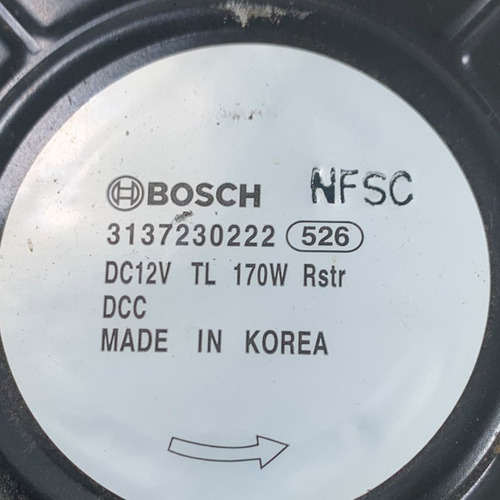 BOSCH NFSC
3137230222 526
DC12V TL 170W Rstr
DCC
MADE IN KOREA